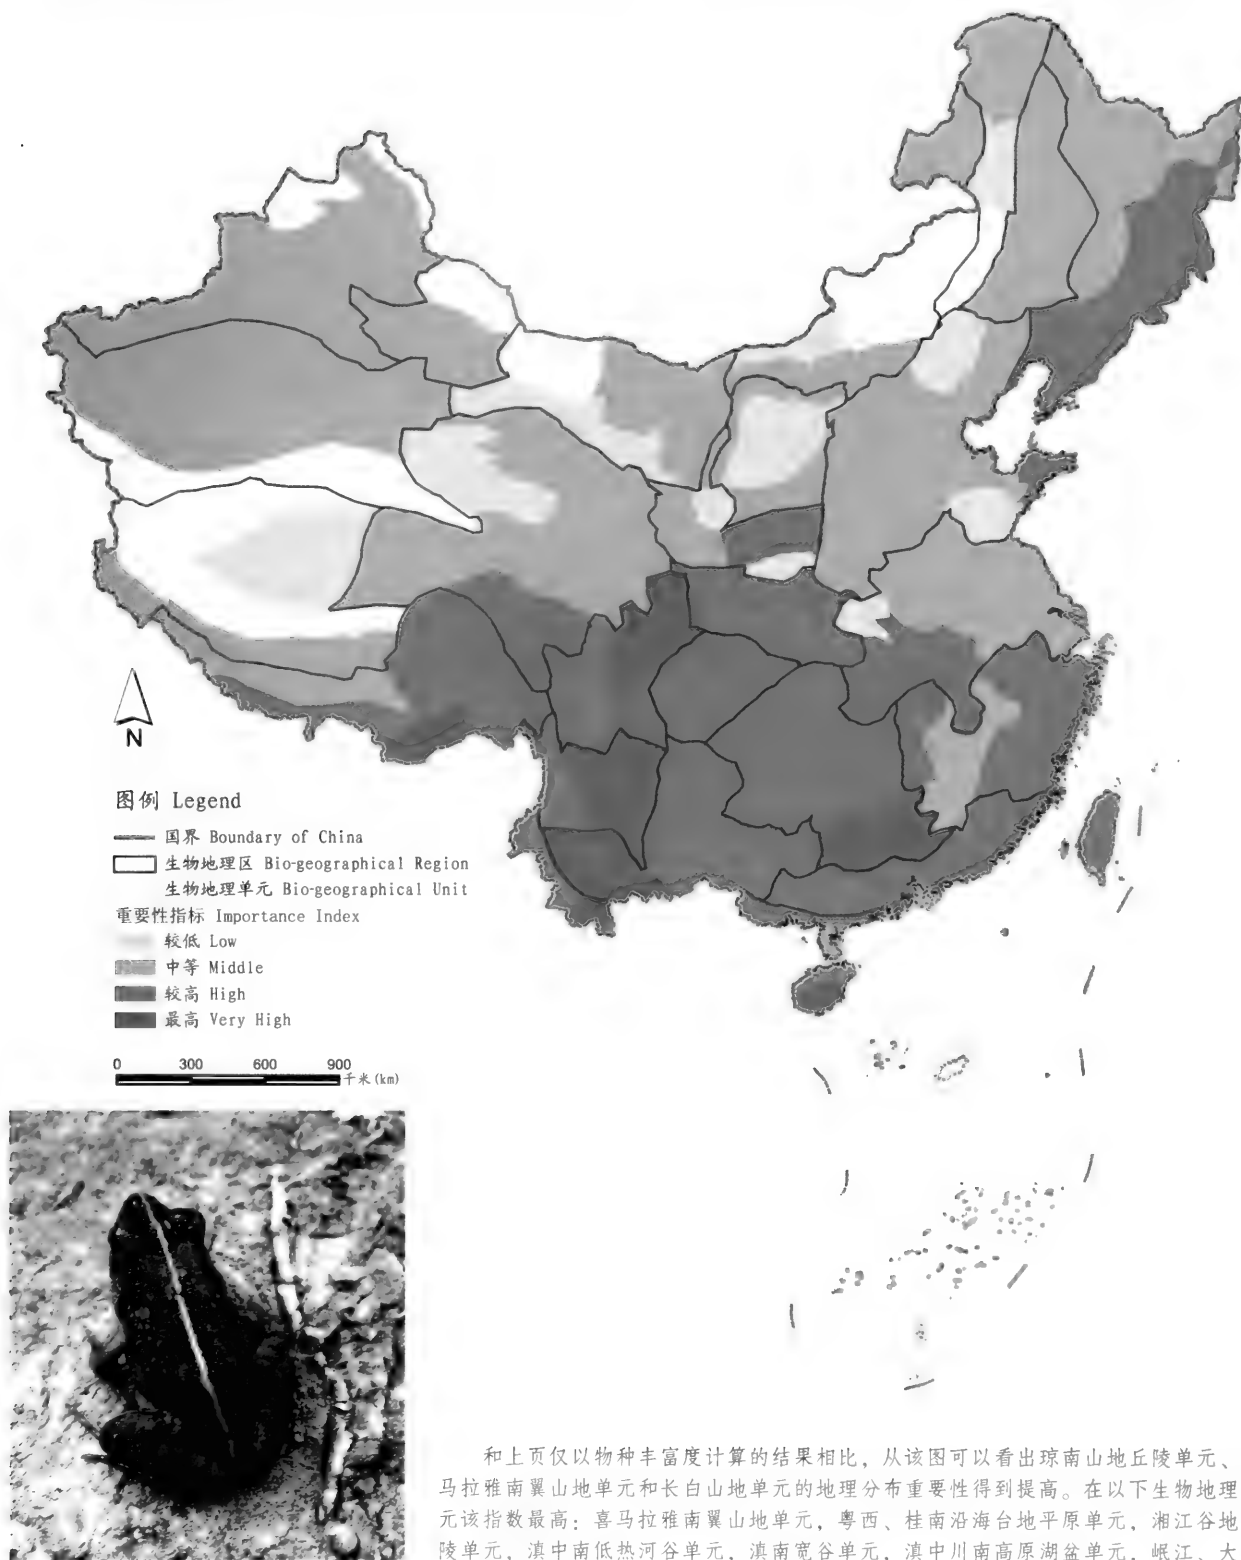 N
图例 Legend
国界 Boundary of China
生物地理区 Bio-geographical Region
生物地理单元 Bio-geographical Unit
重要性指标 Importance Index
较低 Low
中等 Middle
较高 High
最高 Very High
0 300 600 900
千米(km)
和上页仅以物种丰富度计算的结果相比，从该图可以看出琼南山地丘陵单元、
马拉雅南翼山地单元和长白山地单元的地理分布重要性得到提高。在以下生物地理
元该指数最高：喜马拉雅南翼山地单元，粤西、桂南沿海台地平原单元，湘江谷地
陵单元，滇中南低热河谷单元，滇南宽谷单元，滇中川南高原湖盆单元，岷江、大